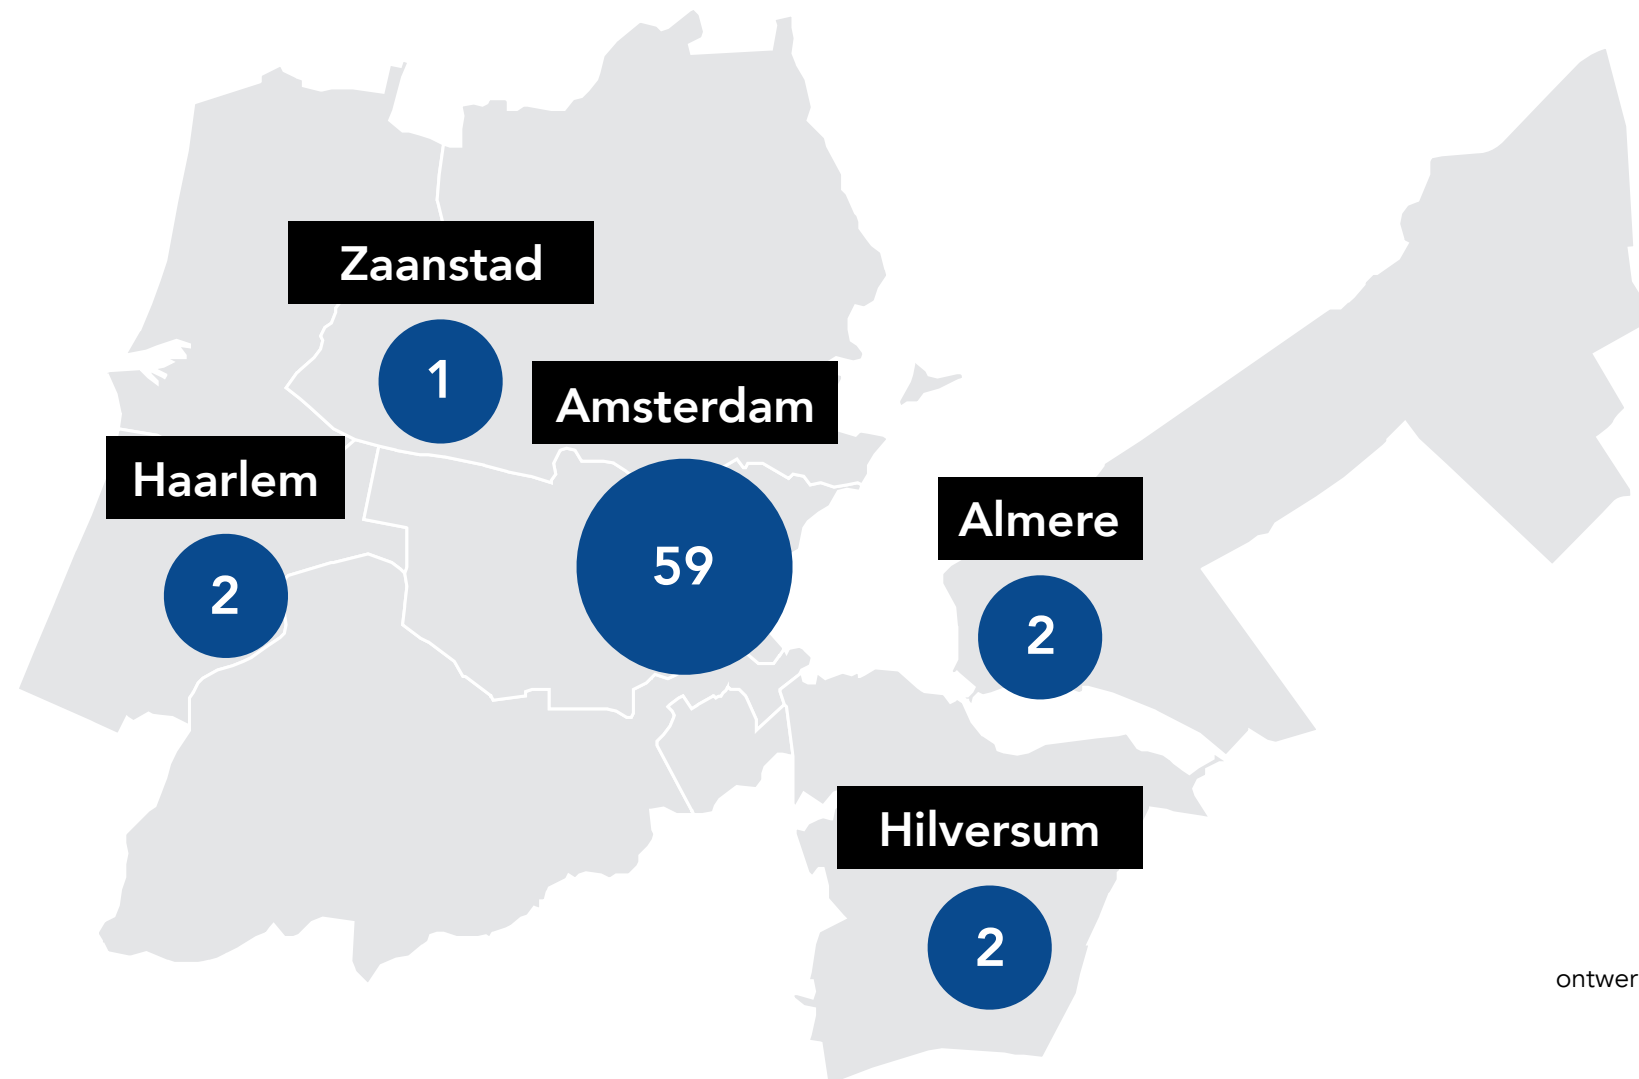 Zaanstad
1
Amsterdam
59
Haarlem
2
Almere
2
Hilversum
2
ontwer